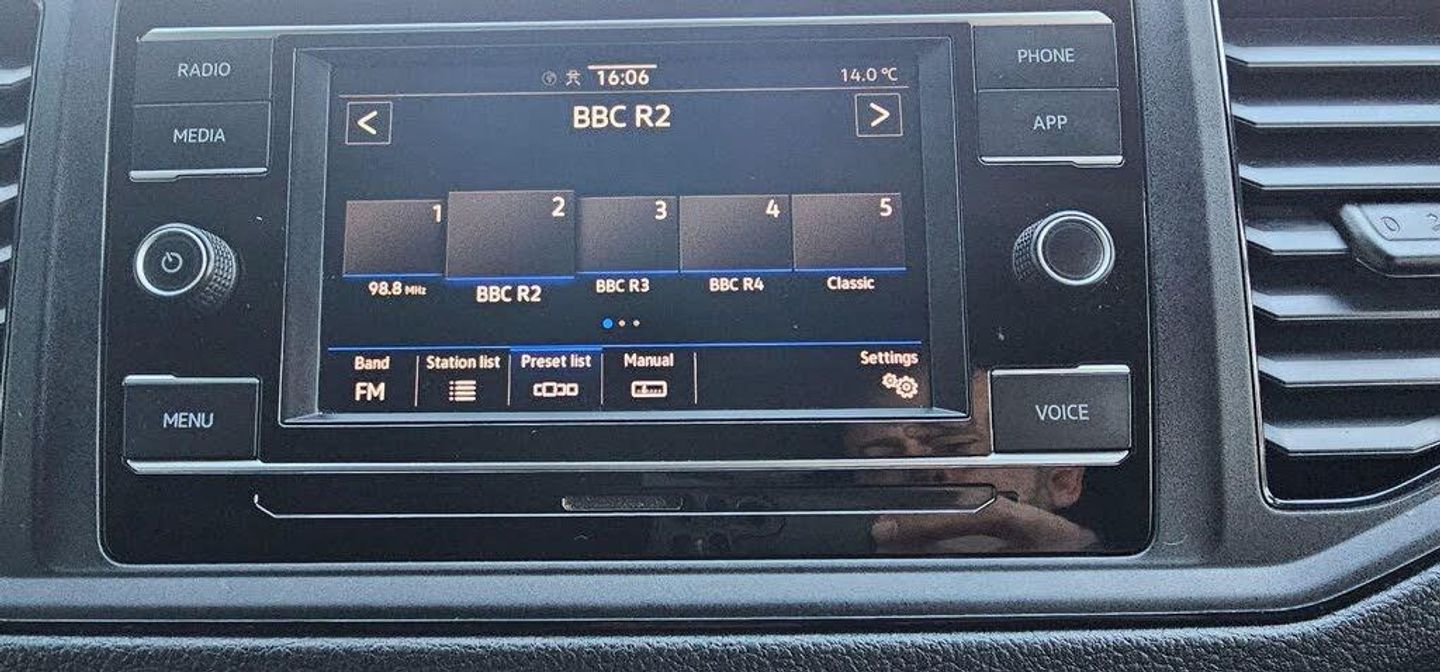 RADIO
MEDIA
MENU
16:06
14.0 °C
<
BBC R2
>
1
2
3
4
5
98.8 MHz
BBC R2
BBC R3
BBC R4
Classic
Band
FM
Station list
Preset list
Manual
Settings
PHONE
APP
VOICE
0